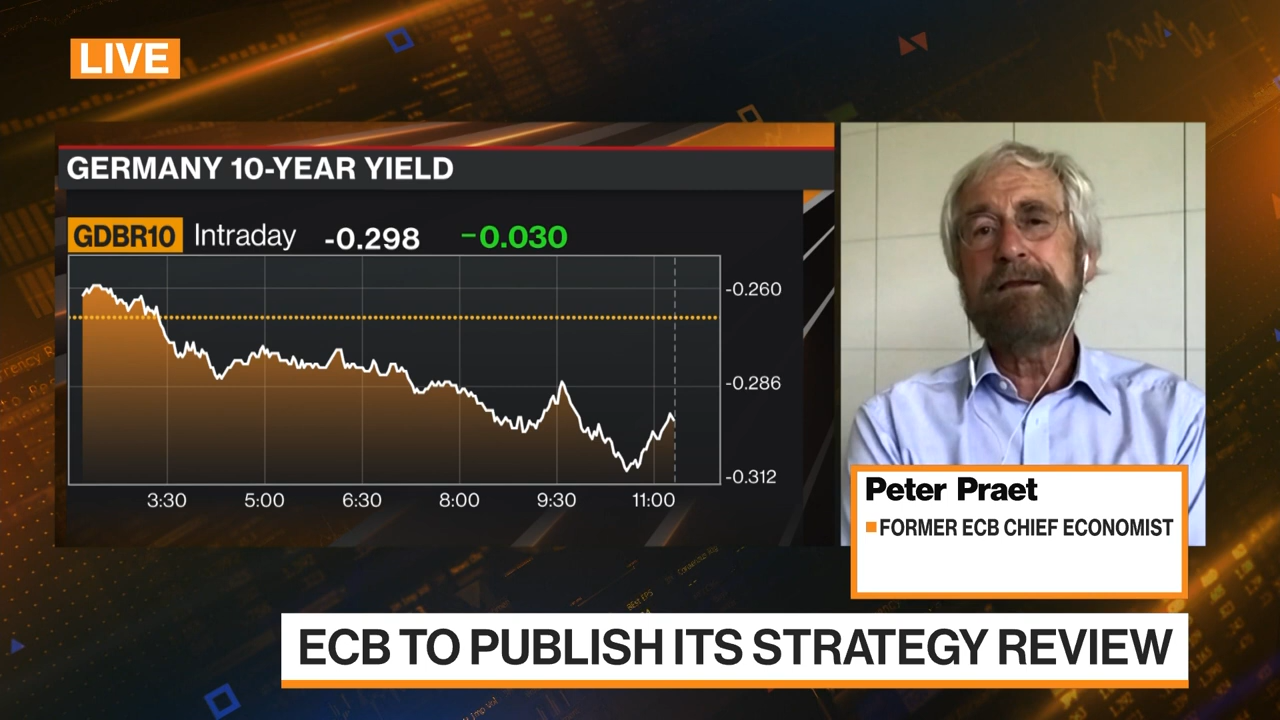 LIVE
GERMANY 10-YEAR YIELD
GDBR10 Intraday -0.298 -0.030
-0.260
-0.286
-0.312
3:30 5:00 6:30 8:00 9:30 11:00
Peter Praet
FORMER ECB CHIEF ECONOMIST
ECB TO PUBLISH ITS STRATEGY REVIEW